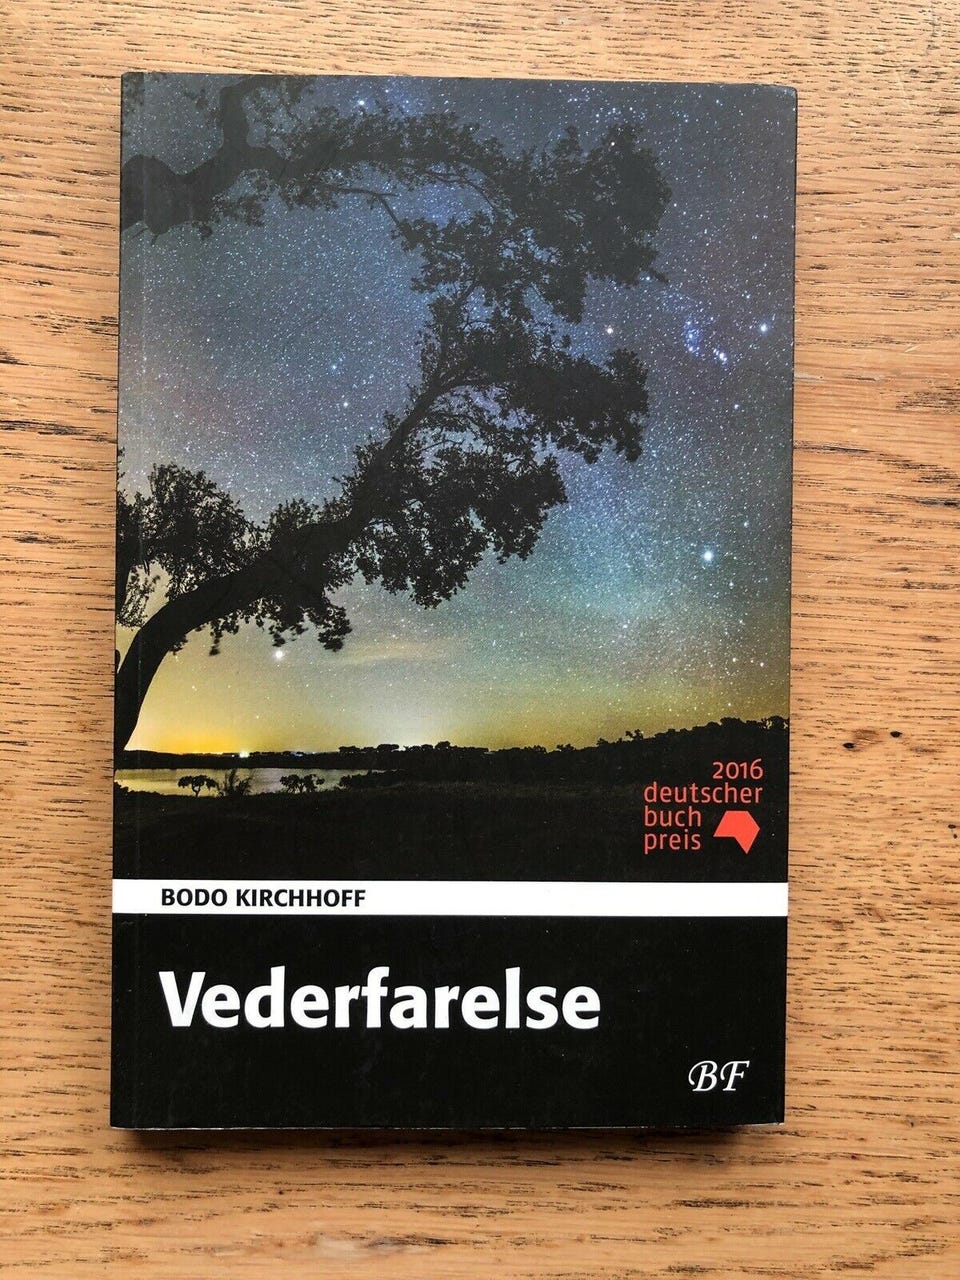 2016
deutscher
buch
preis
BODO KIRCHHOFF
Vederfarelse
BF